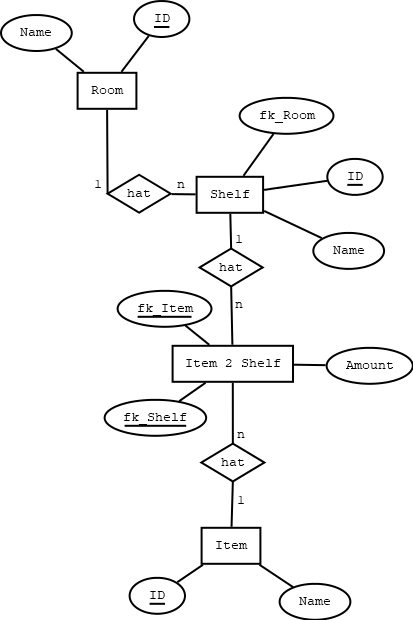 ID
Name
Room
fk_Room
ID
1
hat
n
Shelf
1
Name
hat
n
fk_Item
Item 2 Shelf
Amount
fk_Shelf
n
hat
1
Item
ID
Name